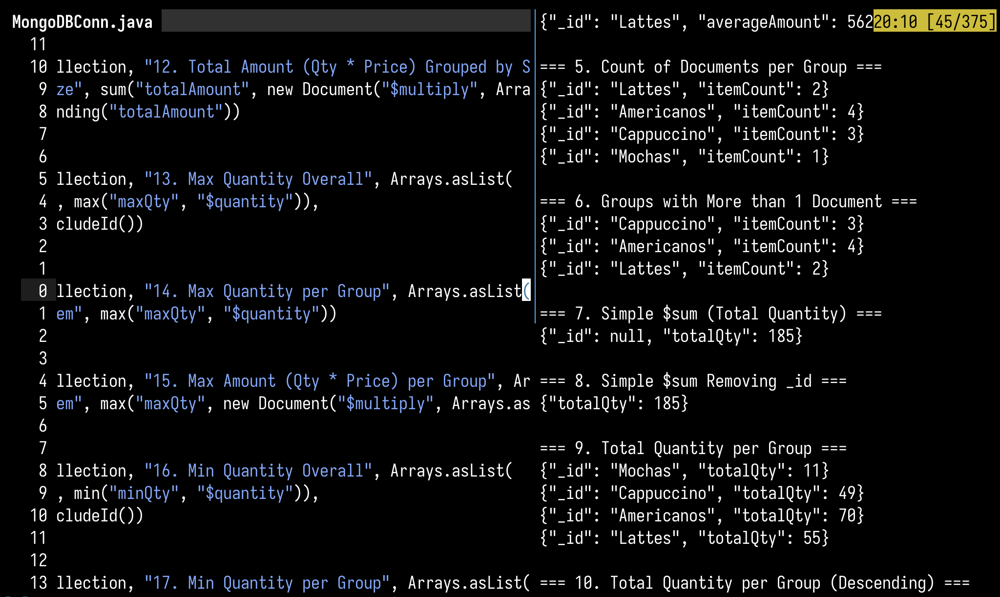 MongoDBConn.java
11
10 llection, "12. Total Amount (Qty * Price) Grouped by S
9 ze", sum("totalAmount", new Document("$multiply", Arra
8 nding("totalAmount"))
7
6
5 llection, "13. Max Quantity Overall", Arrays.asList(
4 , max("maxQty", "$quantity")),
3 cludeId())
2
1
0 llection, "14. Max Quantity per Group", Arrays.asList(
1 em", max("maxQty", "$quantity"))
2
3
4 llection, "15. Max Amount (Qty * Price) per Group", Ar
5 em", max("maxQty", new Document("$multiply", Arrays.as
6
7
8 llection, "16. Min Quantity Overall", Arrays.asList(
9 , min("minQty", "$quantity")),
10 cludeId())
11
12
13 llection, "17. Min Quantity per Group", Arrays.asList(
{"_id": "Lattes", "averageAmount": 56220:10 [45/375]
=== 5. Count of Documents per Group ===
{"_id": "Lattes", "itemCount": 2}
{"_id": "Americanos", "itemCount": 4}
{"_id": "Cappuccino", "itemCount": 3}
{"_id": "Mochas", "itemCount": 1}
=== 6. Groups with More than 1 Document ===
{"_id": "Cappuccino", "itemCount": 3}
{"_id": "Americanos", "itemCount": 4}
{"_id": "Lattes", "itemCount": 2}
=== 7. Simple $sum (Total Quantity) ===
{"_id": null, "totalQty": 185}
=== 8. Simple $sum Removing _id ===
{"totalQty": 185}
=== 9. Total Quantity per Group ===
{"_id": "Mochas", "totalQty": 11}
{"_id": "Cappuccino", "totalQty": 49}
{"_id": "Americanos", "totalQty": 70}
{"_id": "Lattes", "totalQty": 55}
=== 10. Total Quantity per Group (Descending) ===